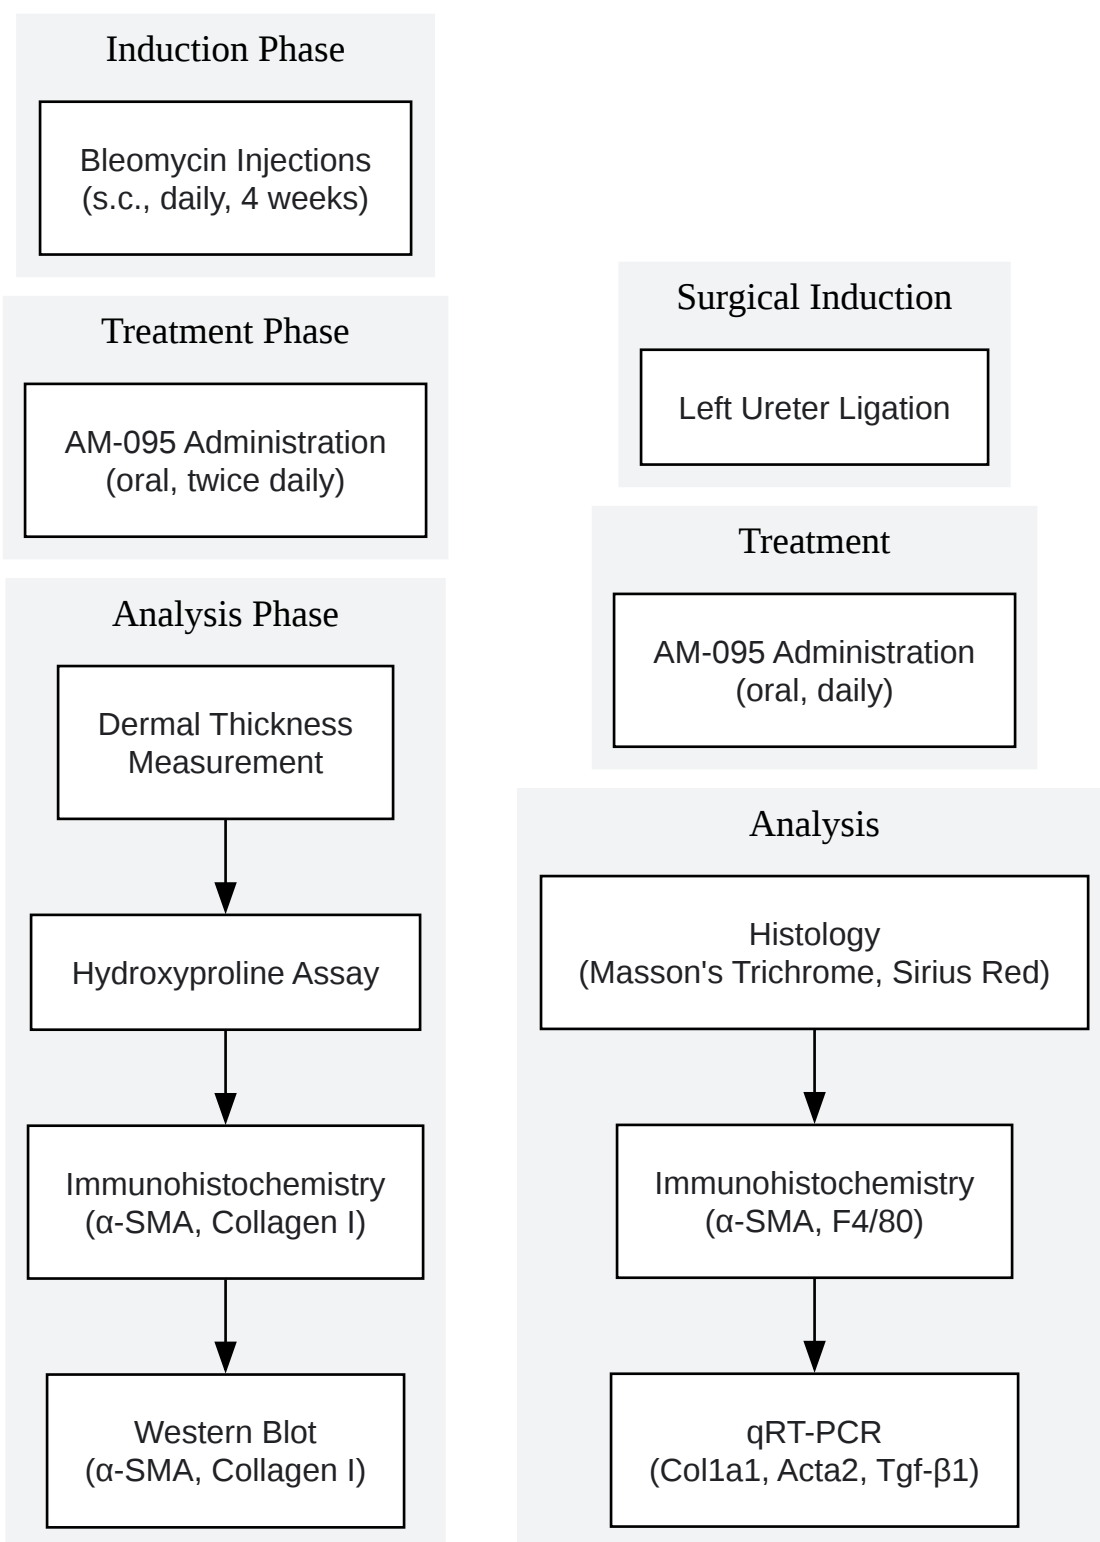 Induction Phase
Bleomycin Injections
(s.c., daily, 4 weeks)
Treatment Phase
AM-095 Administration
(oral, twice daily)
Analysis Phase
Dermal Thickness
Measurement
Hydroxyproline Assay
Immunohistochemistry
(α-SMA, Collagen I)
Western Blot
(α-SMA, Collagen I)
Surgical Induction
Left Ureter Ligation
Treatment
AM-095 Administration
(oral, daily)
Analysis
Histology
(Masson's Trichrome, Sirius Red)
Immunohistochemistry
(α-SMA, F4/80)
qRT-PCR
(Col1a1, Acta2, Tgf-β1)